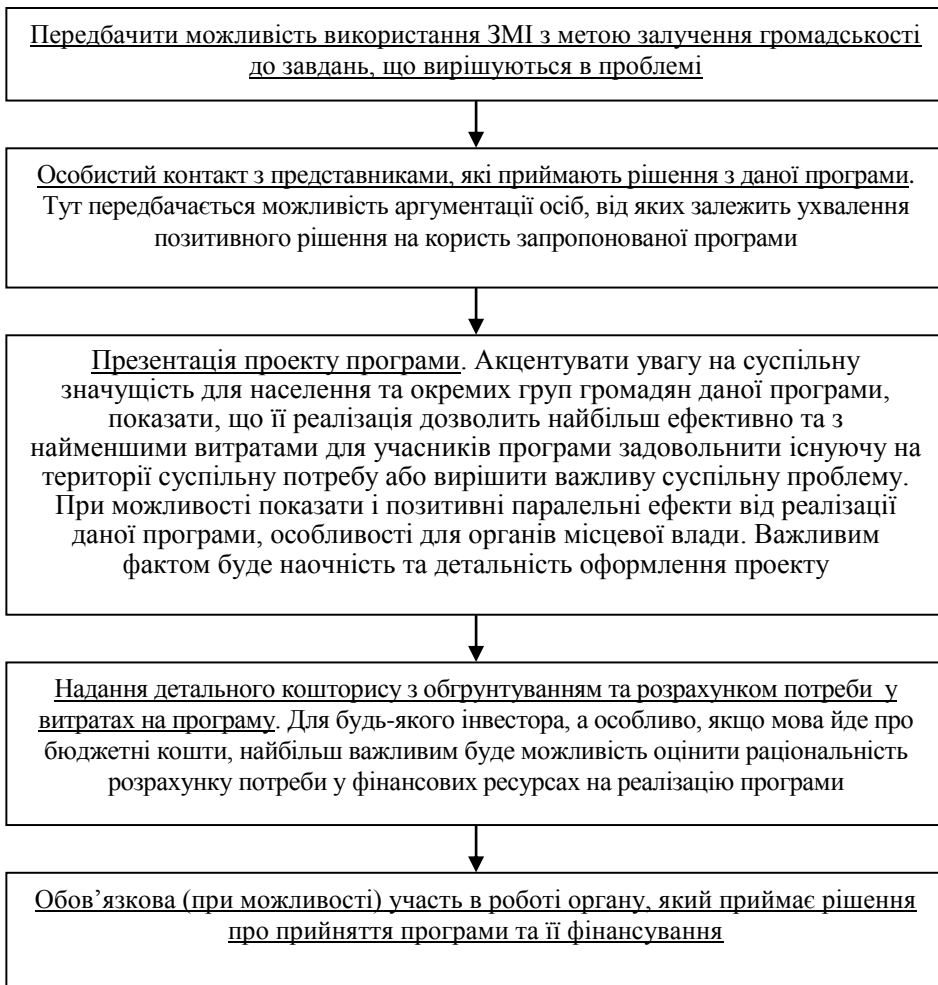 Передбачити можливість використання ЗМІ з метою залучення громадськості
до завдань, що вирішуються в проблемі
Особистий контакт з представниками, які приймають рішення з даної програми.
Тут передбачається можливість аргументації осіб, від яких залежить ухвалення
позитивного рішення на користь запропонованої програми
Презентація проекту програми. Акцентувати увагу на суспільну
значущість для населення та окремих груп громадян даної програми,
показати, що її реалізація дозволить найбільш ефективно та з
найменшими витратами для учасників програми задовольнити існуючу на
території суспільну потребу або вирішити важливу суспільну проблему.
При можливості показати і позитивні паралельні ефекти від реалізації
даної програми, особливості для органів місцевої влади. Важливим
фактом буде наочність та детальність оформлення проекту
Надання детального кошторису з обгрунтуванням та розрахунком потреби у
витратах на програму. Для будь-якого інвестора, а особливо, якщо мова йде про
бюджетні кошти, найбільш важливим буде можливість оцінити раціональність
розрахунку потреби у фінансових ресурсах на реалізацію програми
Обов’язкова (при можливості) участь в роботі органу, який приймає рішення
про прийняття програми та її фінансування